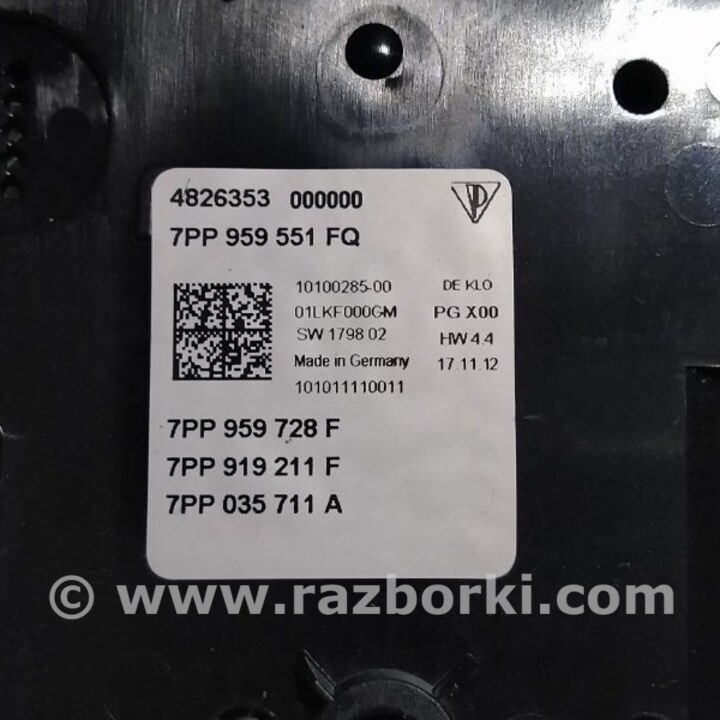 4826353 000000
7PP 959 551 FQ
10100285-00 DE KLO
01LKF000GM PG X00
SW 1798 02 HW 4.4
Made in Germany 17.11.12
101011110011
7PP 959 728 F
7PP 919 211 F
7PP 035 711 A
© www.razborki.com